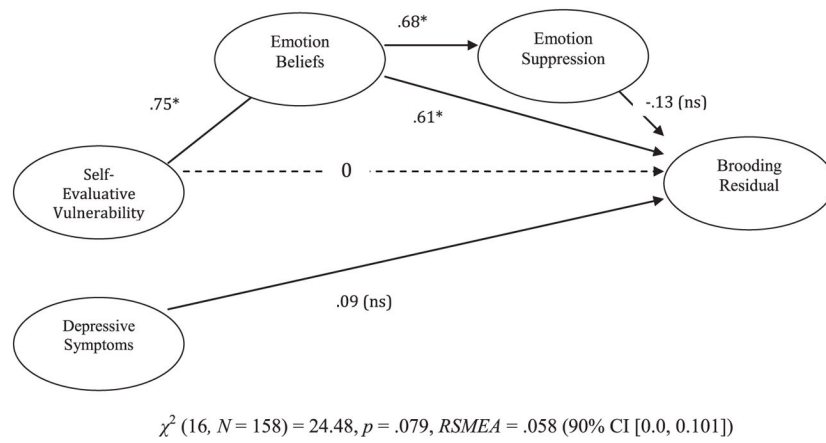 Emotion
Beliefs
.68*
Emotion
Suppression
.75*
.61*
-.13 (ns)
Self-
Evaluative
Vulnerability
0
Brooding
Residual
.09 (ns)
Depressive
Symptoms
χ² (16, N = 158) = 24.48, p = .079, RSMEA = .058 (90% CI [0.0, 0.101])